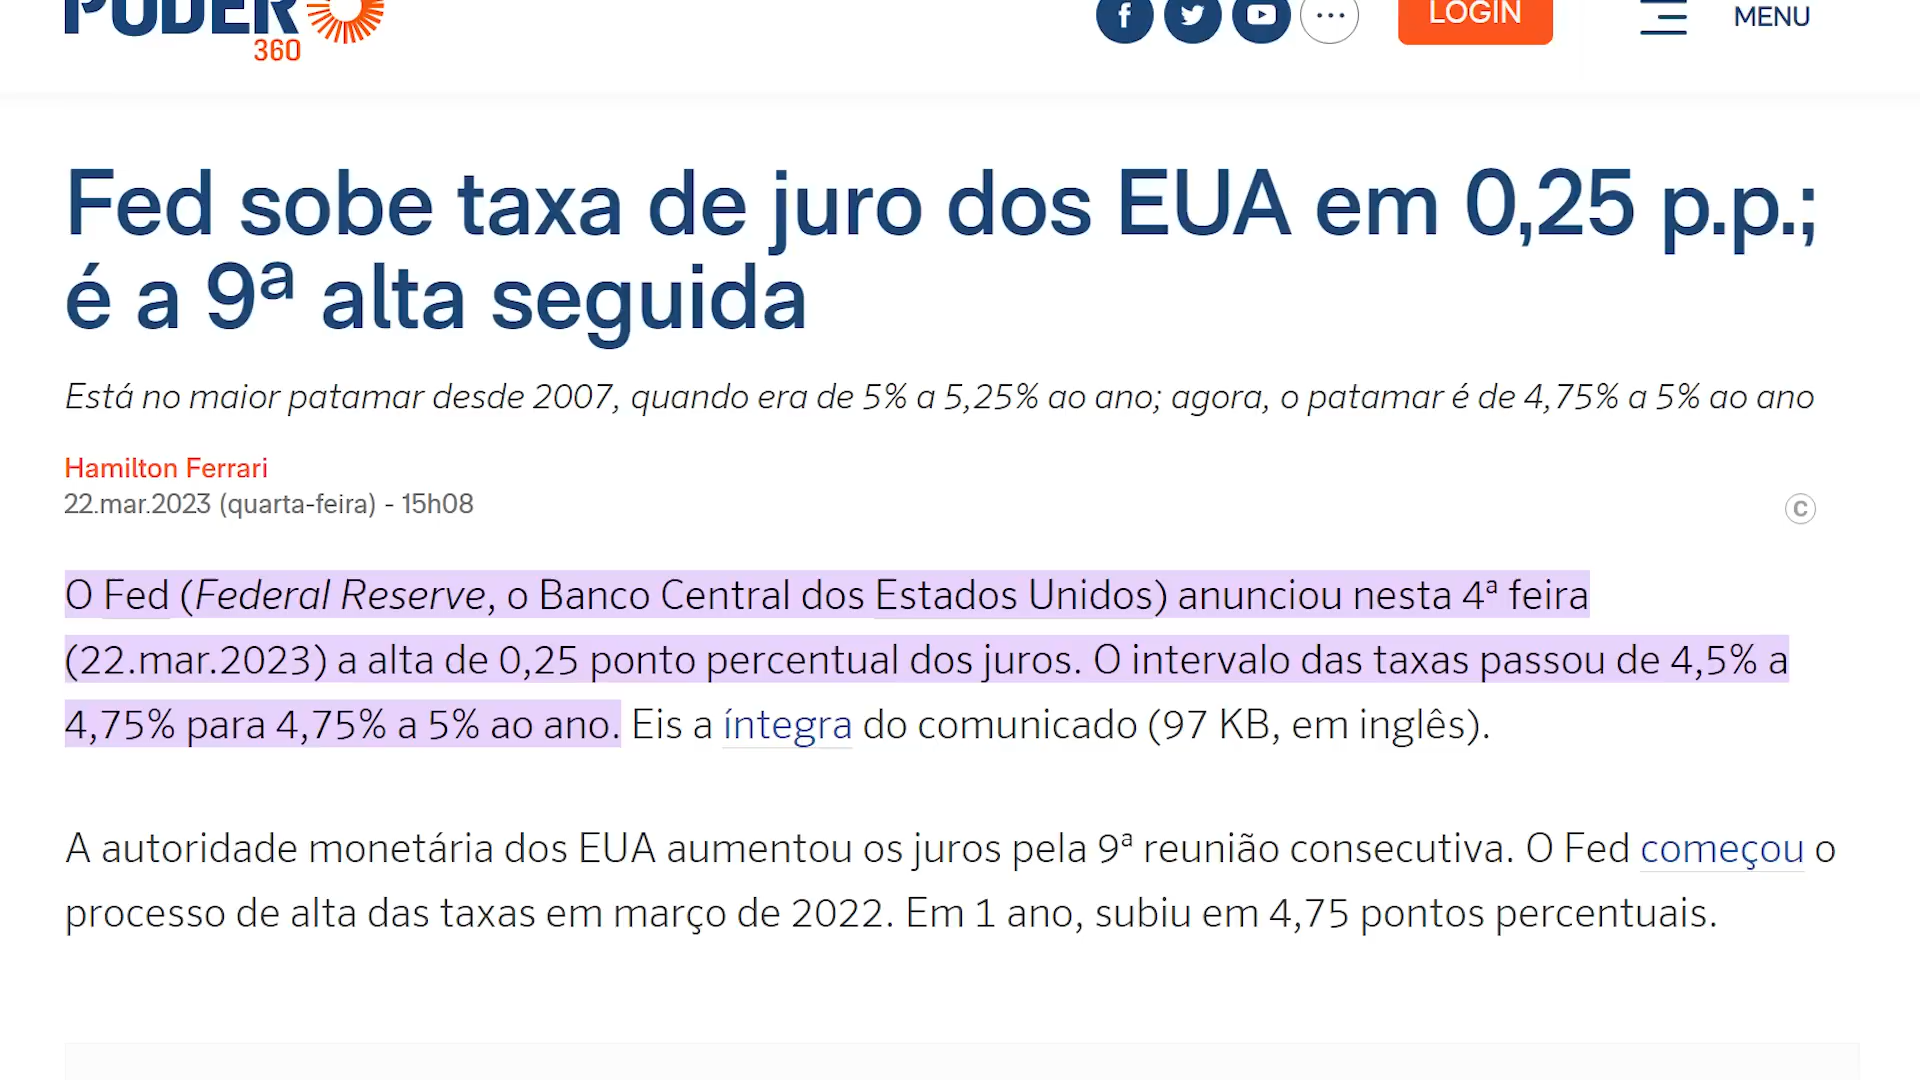 PODER
360
LOGIN
MENU
Fed sobe taxa de juro dos EUA em 0,25 p.p.;
é a 9ª alta seguida
Está no maior patamar desde 2007, quando era de 5% a 5,25% ao ano; agora, o patamar é de 4,75% a 5% ao ano
Hamilton Ferrari
22.mar.2023 (quarta-feira) - 15h08
C
O Fed (Federal Reserve, o Banco Central dos Estados Unidos) anunciou nesta 4ª feira
(22.mar.2023) a alta de 0,25 ponto percentual dos juros. O intervalo das taxas passou de 4,5% a
4,75% para 4,75% a 5% ao ano. Eis a íntegra do comunicado (97 KB, em inglês).
A autoridade monetária dos EUA aumentou os juros pela 9ª reunião consecutiva. O Fed começou o
processo de alta das taxas em março de 2022. Em 1 ano, subiu em 4,75 pontos percentuais.